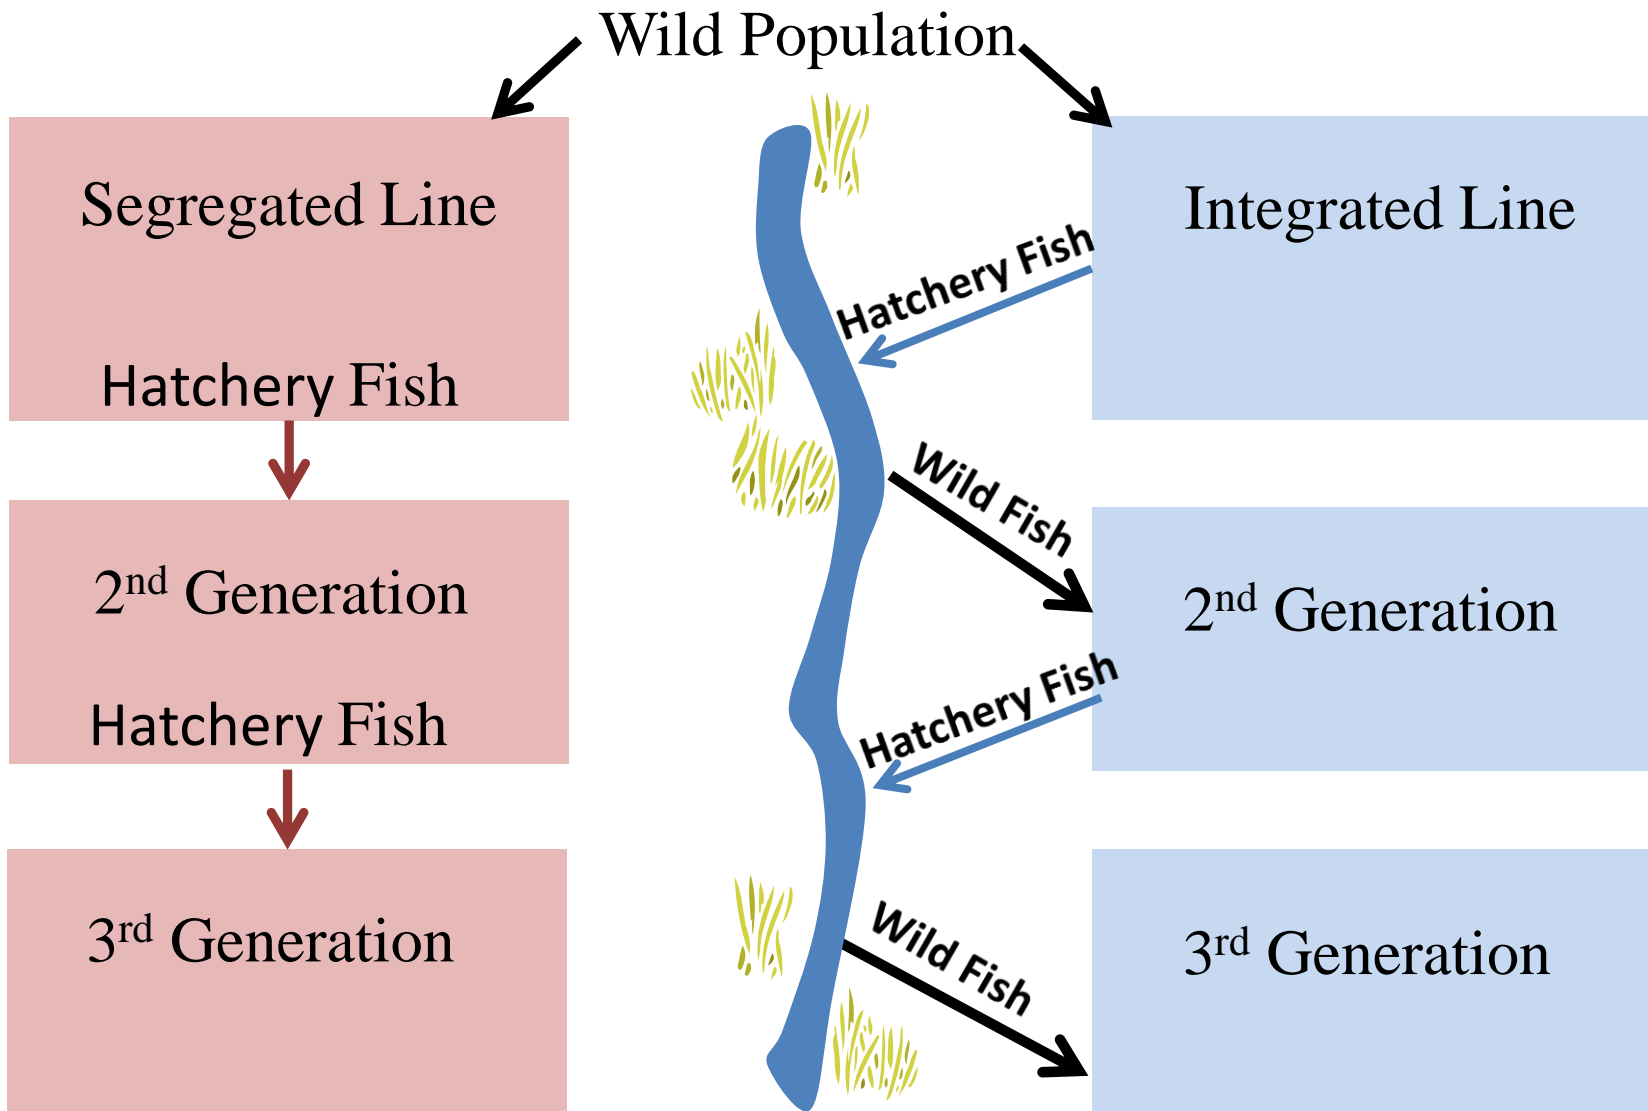 Wild Population
Segregated Line
Hatchery Fish
2nd Generation
Hatchery Fish
3rd Generation
Hatchery Fish
Wild Fish
Hatchery Fish
Wild Fish
Integrated Line
2nd Generation
3rd Generation